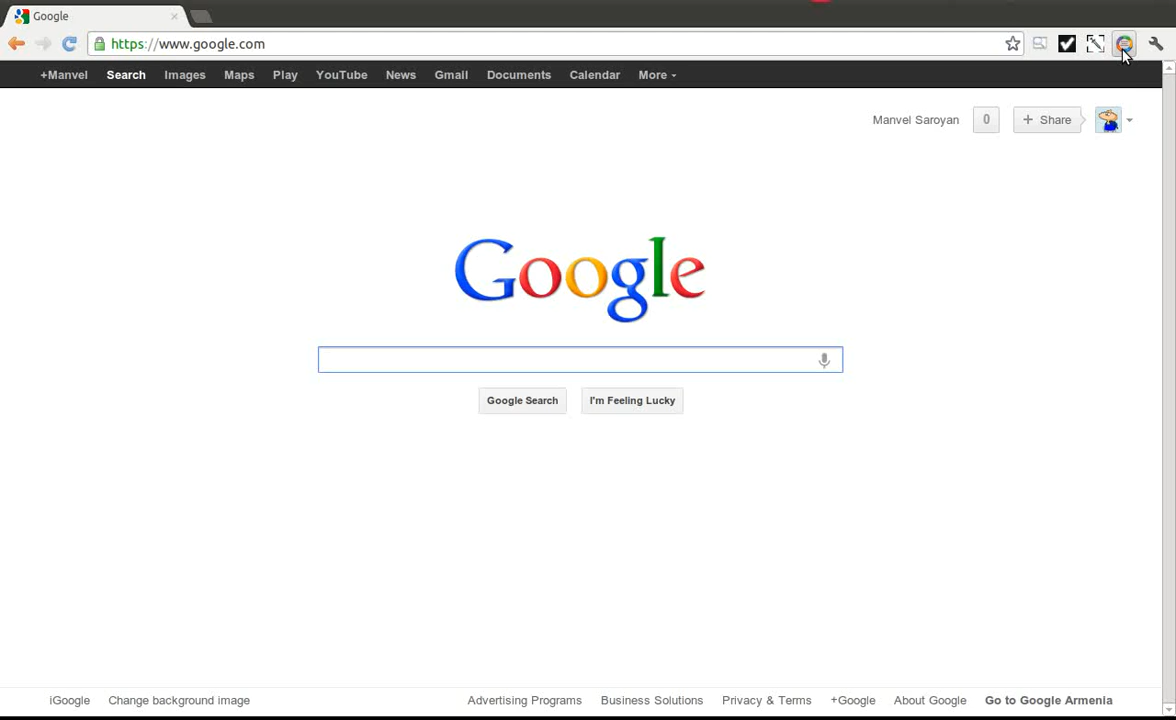 Google
https://www.google.com
+Manvel Search Images Maps Play YouTube News Gmail Documents Calendar More
Manvel Saroyan 0 + Share
Google
Google Search I'm Feeling Lucky
iGoogle Change background image Advertising Programs Business Solutions Privacy & Terms +Google About Google Go to Google Armenia